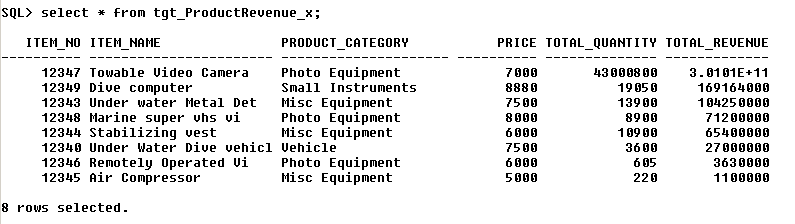 SQL> select * from tgt_ProductRevenue_x;
ITEM_NO ITEM_NAME PRODUCT_CATEGORY PRICE TOTAL_QUANTITY TOTAL_REVENUE
---------- -------------------- -------------------- ---------- -------------- -------------
12347 Towable Video Camera Photo Equipment 7000 43000800 3.0101E+11
12349 Dive computer Small Instruments 8880 19050 169164000
12343 Under water Metal Det Misc Equipment 7500 13900 104250000
12348 Marine super vhs vi Photo Equipment 8000 8900 71200000
12344 Stabilizing vest Misc Equipment 6000 10900 65400000
12340 Under Water Dive vehicl Vehicle 7500 3600 27000000
12346 Remotely Operated Vi Photo Equipment 6000 605 3630000
12345 Air Compressor Misc Equipment 5000 220 1100000
8 rows selected.